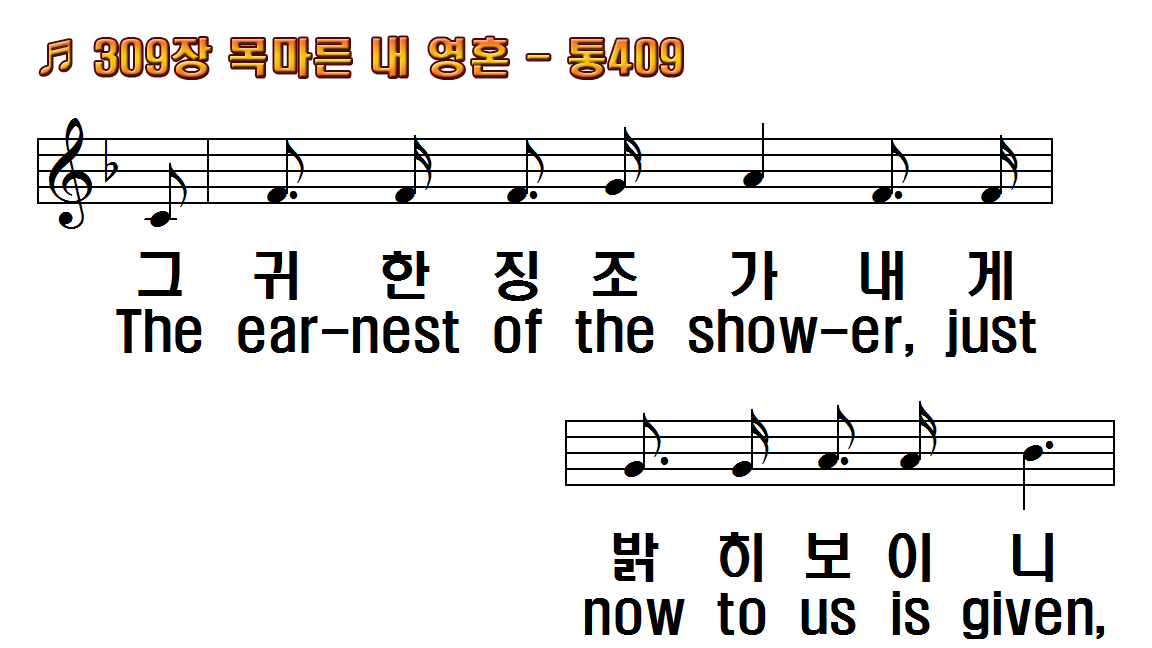 309장 목마른 내 영혼 - 통409
그 귀 한 징 조 가 내 게
The ear-nest of the show-er, just
밝 히 보 이 니
now to us is given,